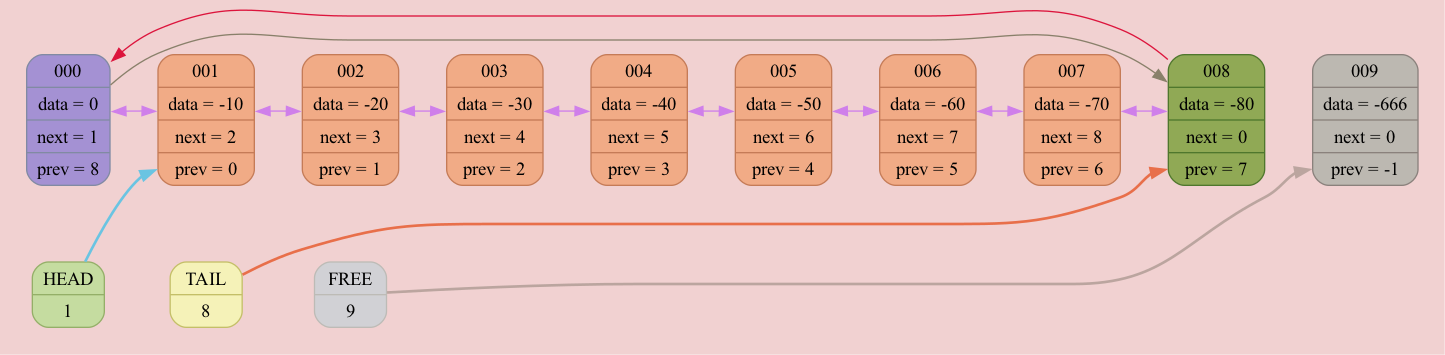 000
data = 0
next = 1
prev = 8
001
data = -10
next = 2
prev = 0
002
data = -20
next = 3
prev = 1
003
data = -30
next = 4
prev = 2
004
data = -40
next = 5
prev = 3
005
data = -50
next = 6
prev = 4
006
data = -60
next = 7
prev = 5
007
data = -70
next = 8
prev = 6
008
data = -80
next = 0
prev = 7
009
data = -666
next = 0
prev = -1
HEAD
1
TAIL
8
FREE
9